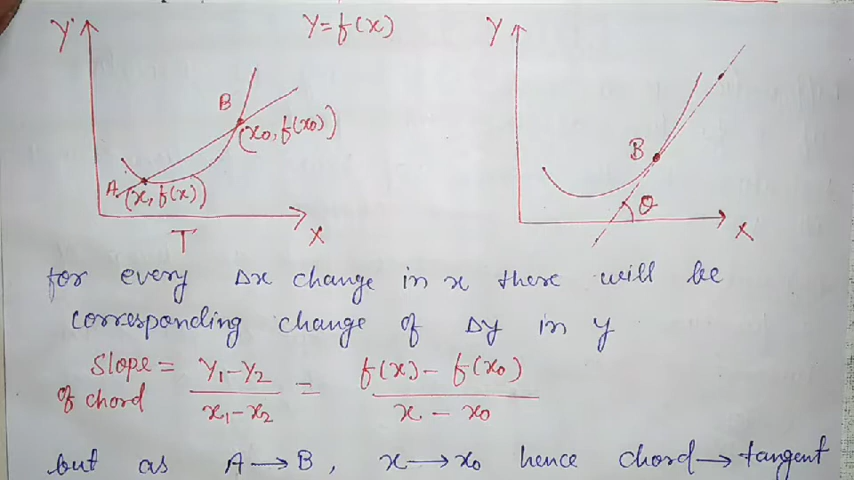 Y Y=f(x) Y
B
(x0, f(x0))
B
A (x, f(x))
θ
T X X
for every Δx change in x there will be
corresponding change of Δy in y
Slope of chord = Y1-Y2 / x1-x2 = f(x) - f(x0) / x - x0
but as A→B, x→x0 hence chord→tangent